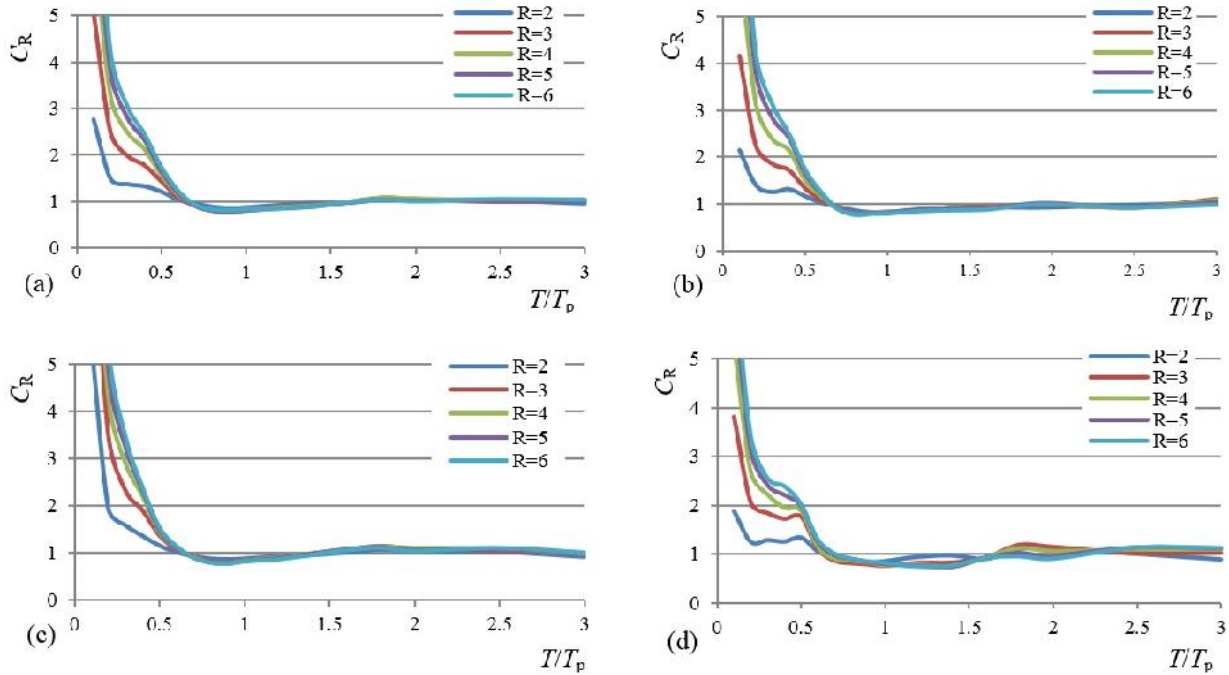 5
4
3
2
1
0
C_R
R=2
R=3
R=4
R=5
R−6
0 0.5 1 1.5 2 2.5 3
(a)
T/T_p
5
4
3
2
1
0
C_R
R=2
R=3
R=4
R−5
R=6
0 0.5 1 1.5 2 2.5 3
(b)
T/T_p
5
4
3
2
1
0
C_R
R=2
R−3
R=4
R=5
R=6
0 0.5 1 1.5 2 2.5 3
(c)
T/T_p
5
4
3
2
1
0
C_R
R−2
R=3
R=4
R−5
R=6
0 0.5 1 1.5 2 2.5 3
(d)
T/T_p